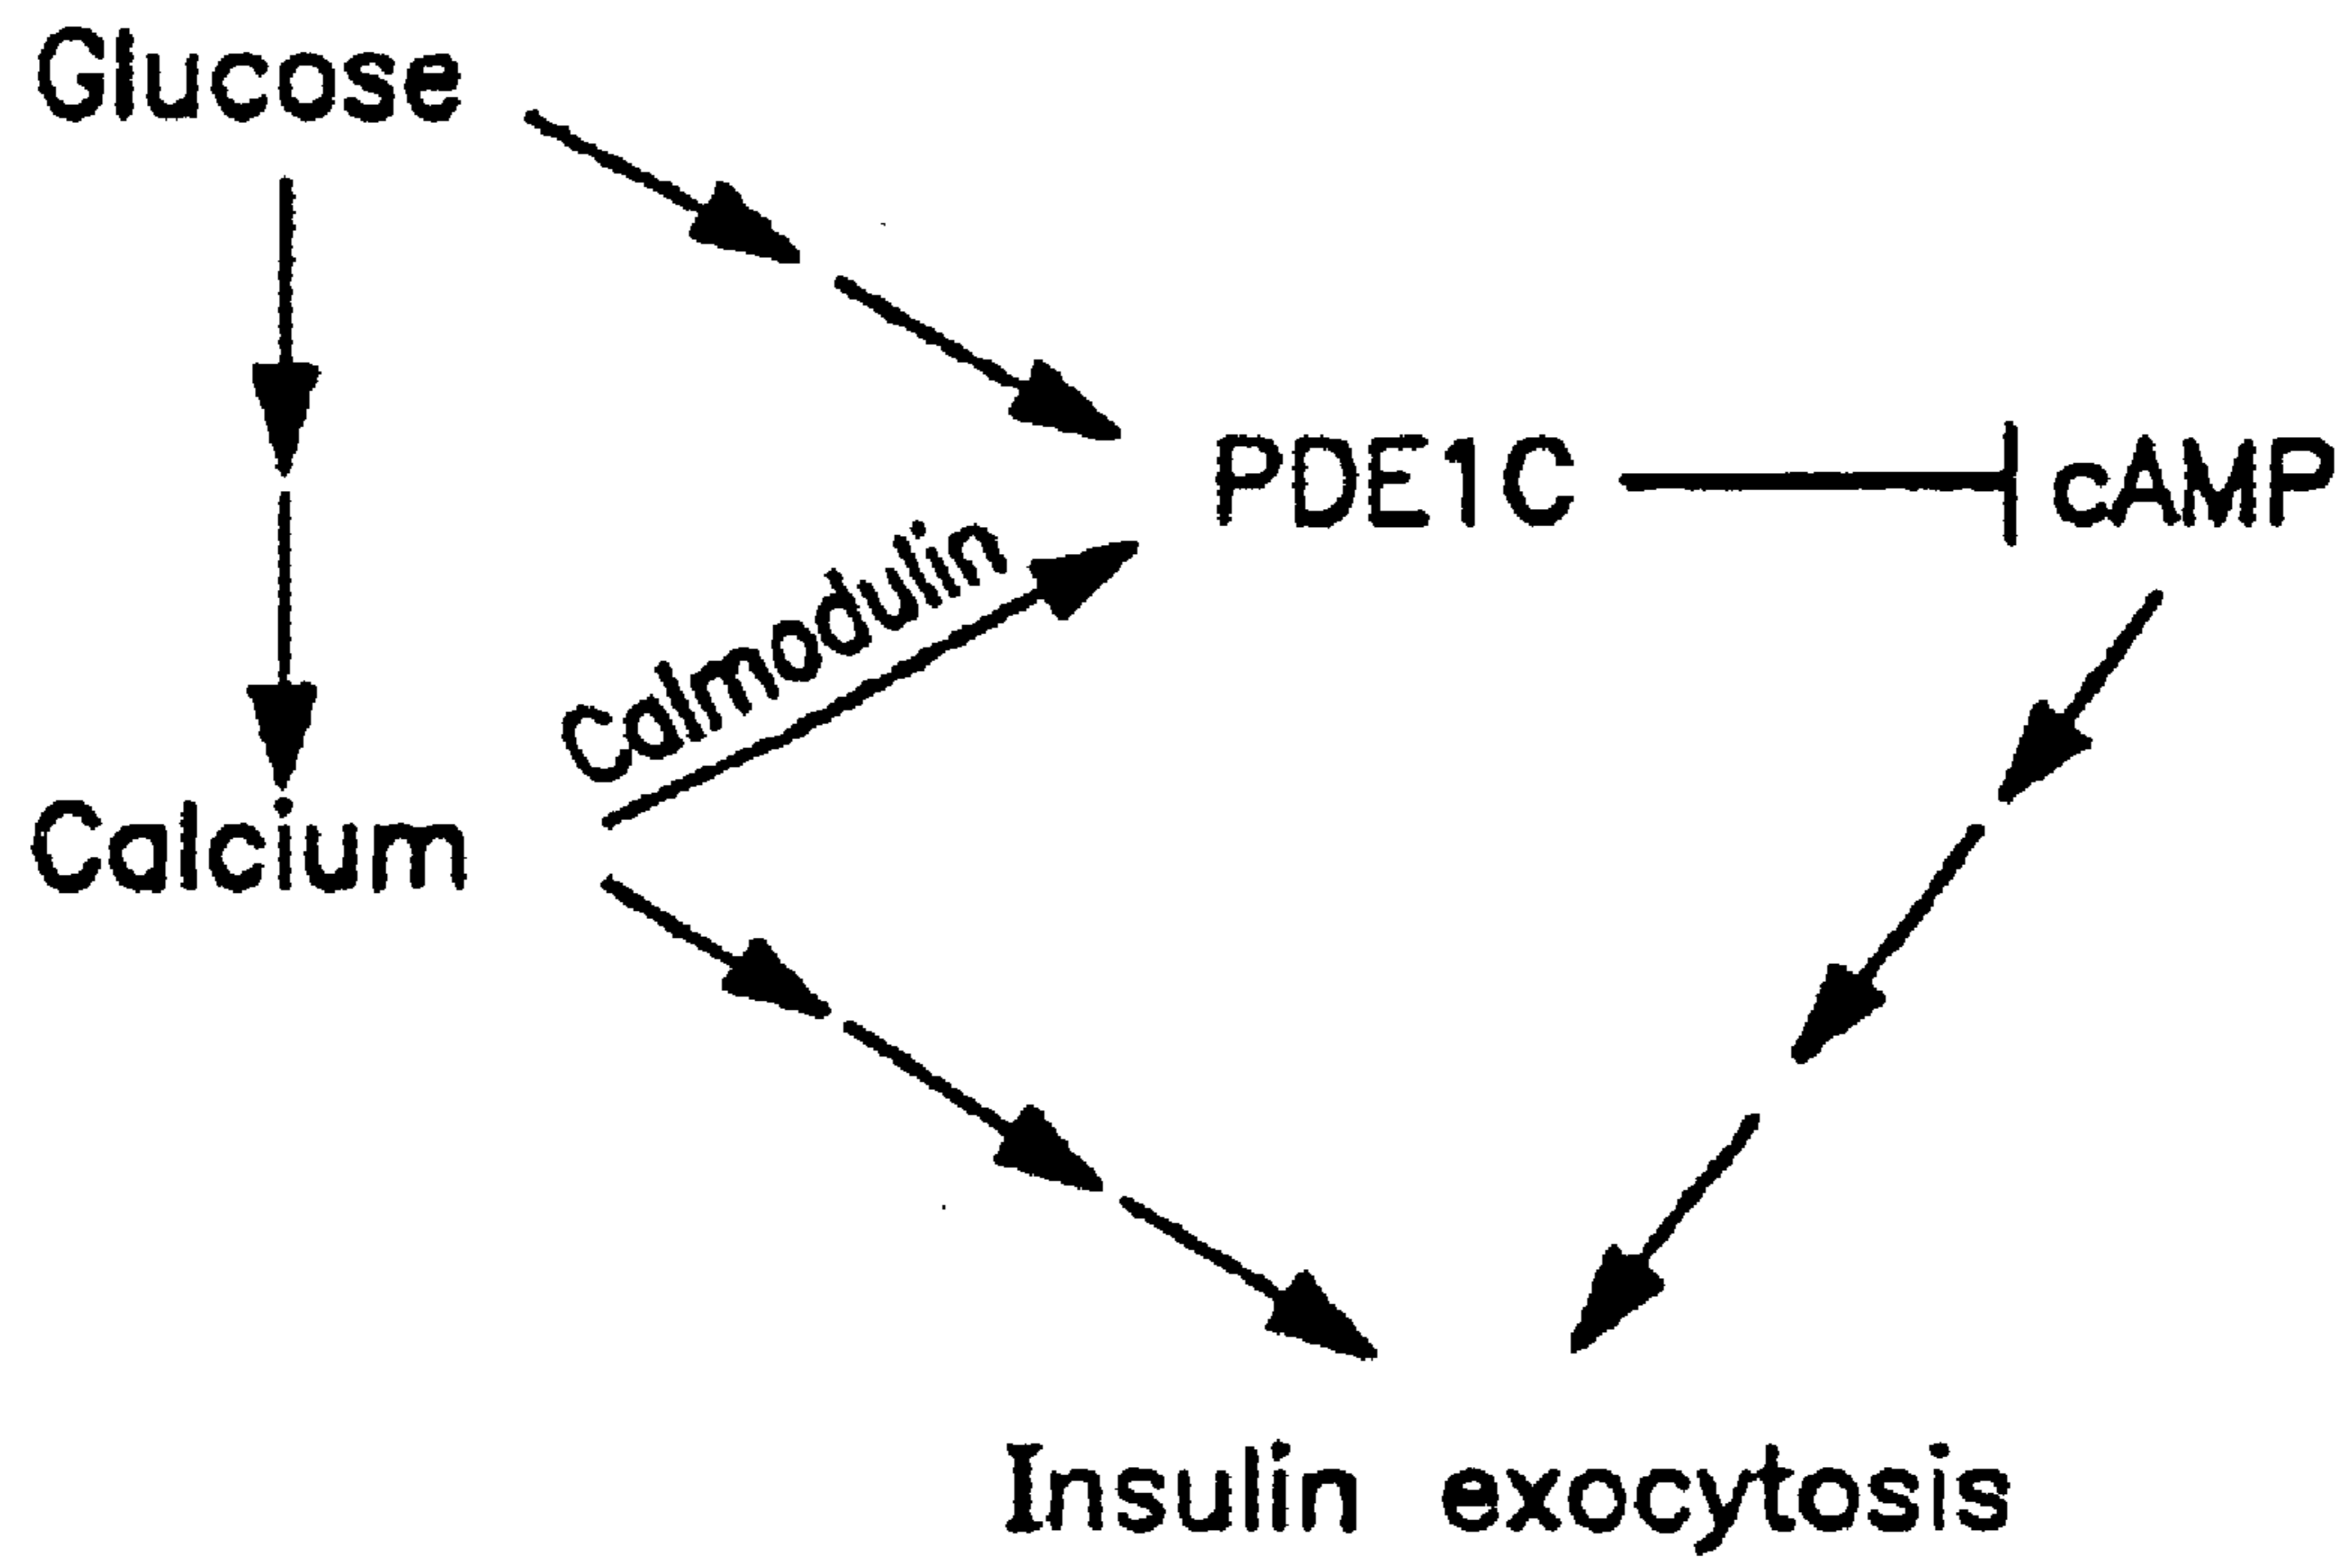 Glucose
PDE1C
cAMP
Calmodulin
Calcium
Insulin exocytosis